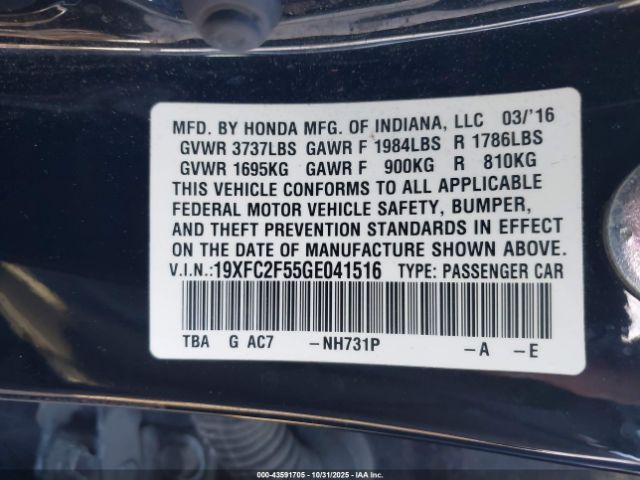 MFD. BY HONDA MFG. OF INDIANA, LLC 03/'16
GVWR 3737LBS GAWR F 1984LBS R 1786LBS
GVWR 1695KG GAWR F 900KG R 810KG
THIS VEHICLE CONFORMS TO ALL APPLICABLE
FEDERAL MOTOR VEHICLE SAFETY, BUMPER,
AND THEFT PREVENTION STANDARDS IN EFFECT
ON THE DATE OF MANUFACTURE SHOWN ABOVE.
V.I.N.:19XFC2F55GE041516 TYPE: PASSENGER CAR
TBA G AC7 -NH731P -A -E
000-43591705 - 10/31/2025 - IAAI Inc.